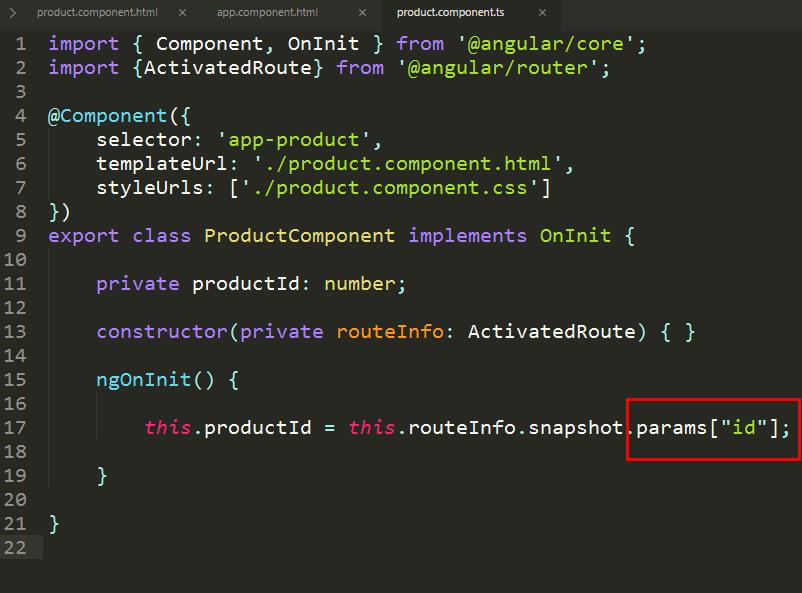 product.component.html × app.component.html × product.component.ts ×
1 import { Component, OnInit } from '@angular/core';
2 import {ActivatedRoute} from '@angular/router';
3
4 @Component({
5     selector: 'app-product',
6     templateUrl: './product.component.html',
7     styleUrls: ['./product.component.css']
8 })
9 export class ProductComponent implements OnInit {
10
11     private productId: number;
12
13     constructor(private routeInfo: ActivatedRoute) { }
14
15     ngOnInit() {
16
17         this.productId = this.routeInfo.snapshot.params["id"];
18
19     }
20
21 }
22